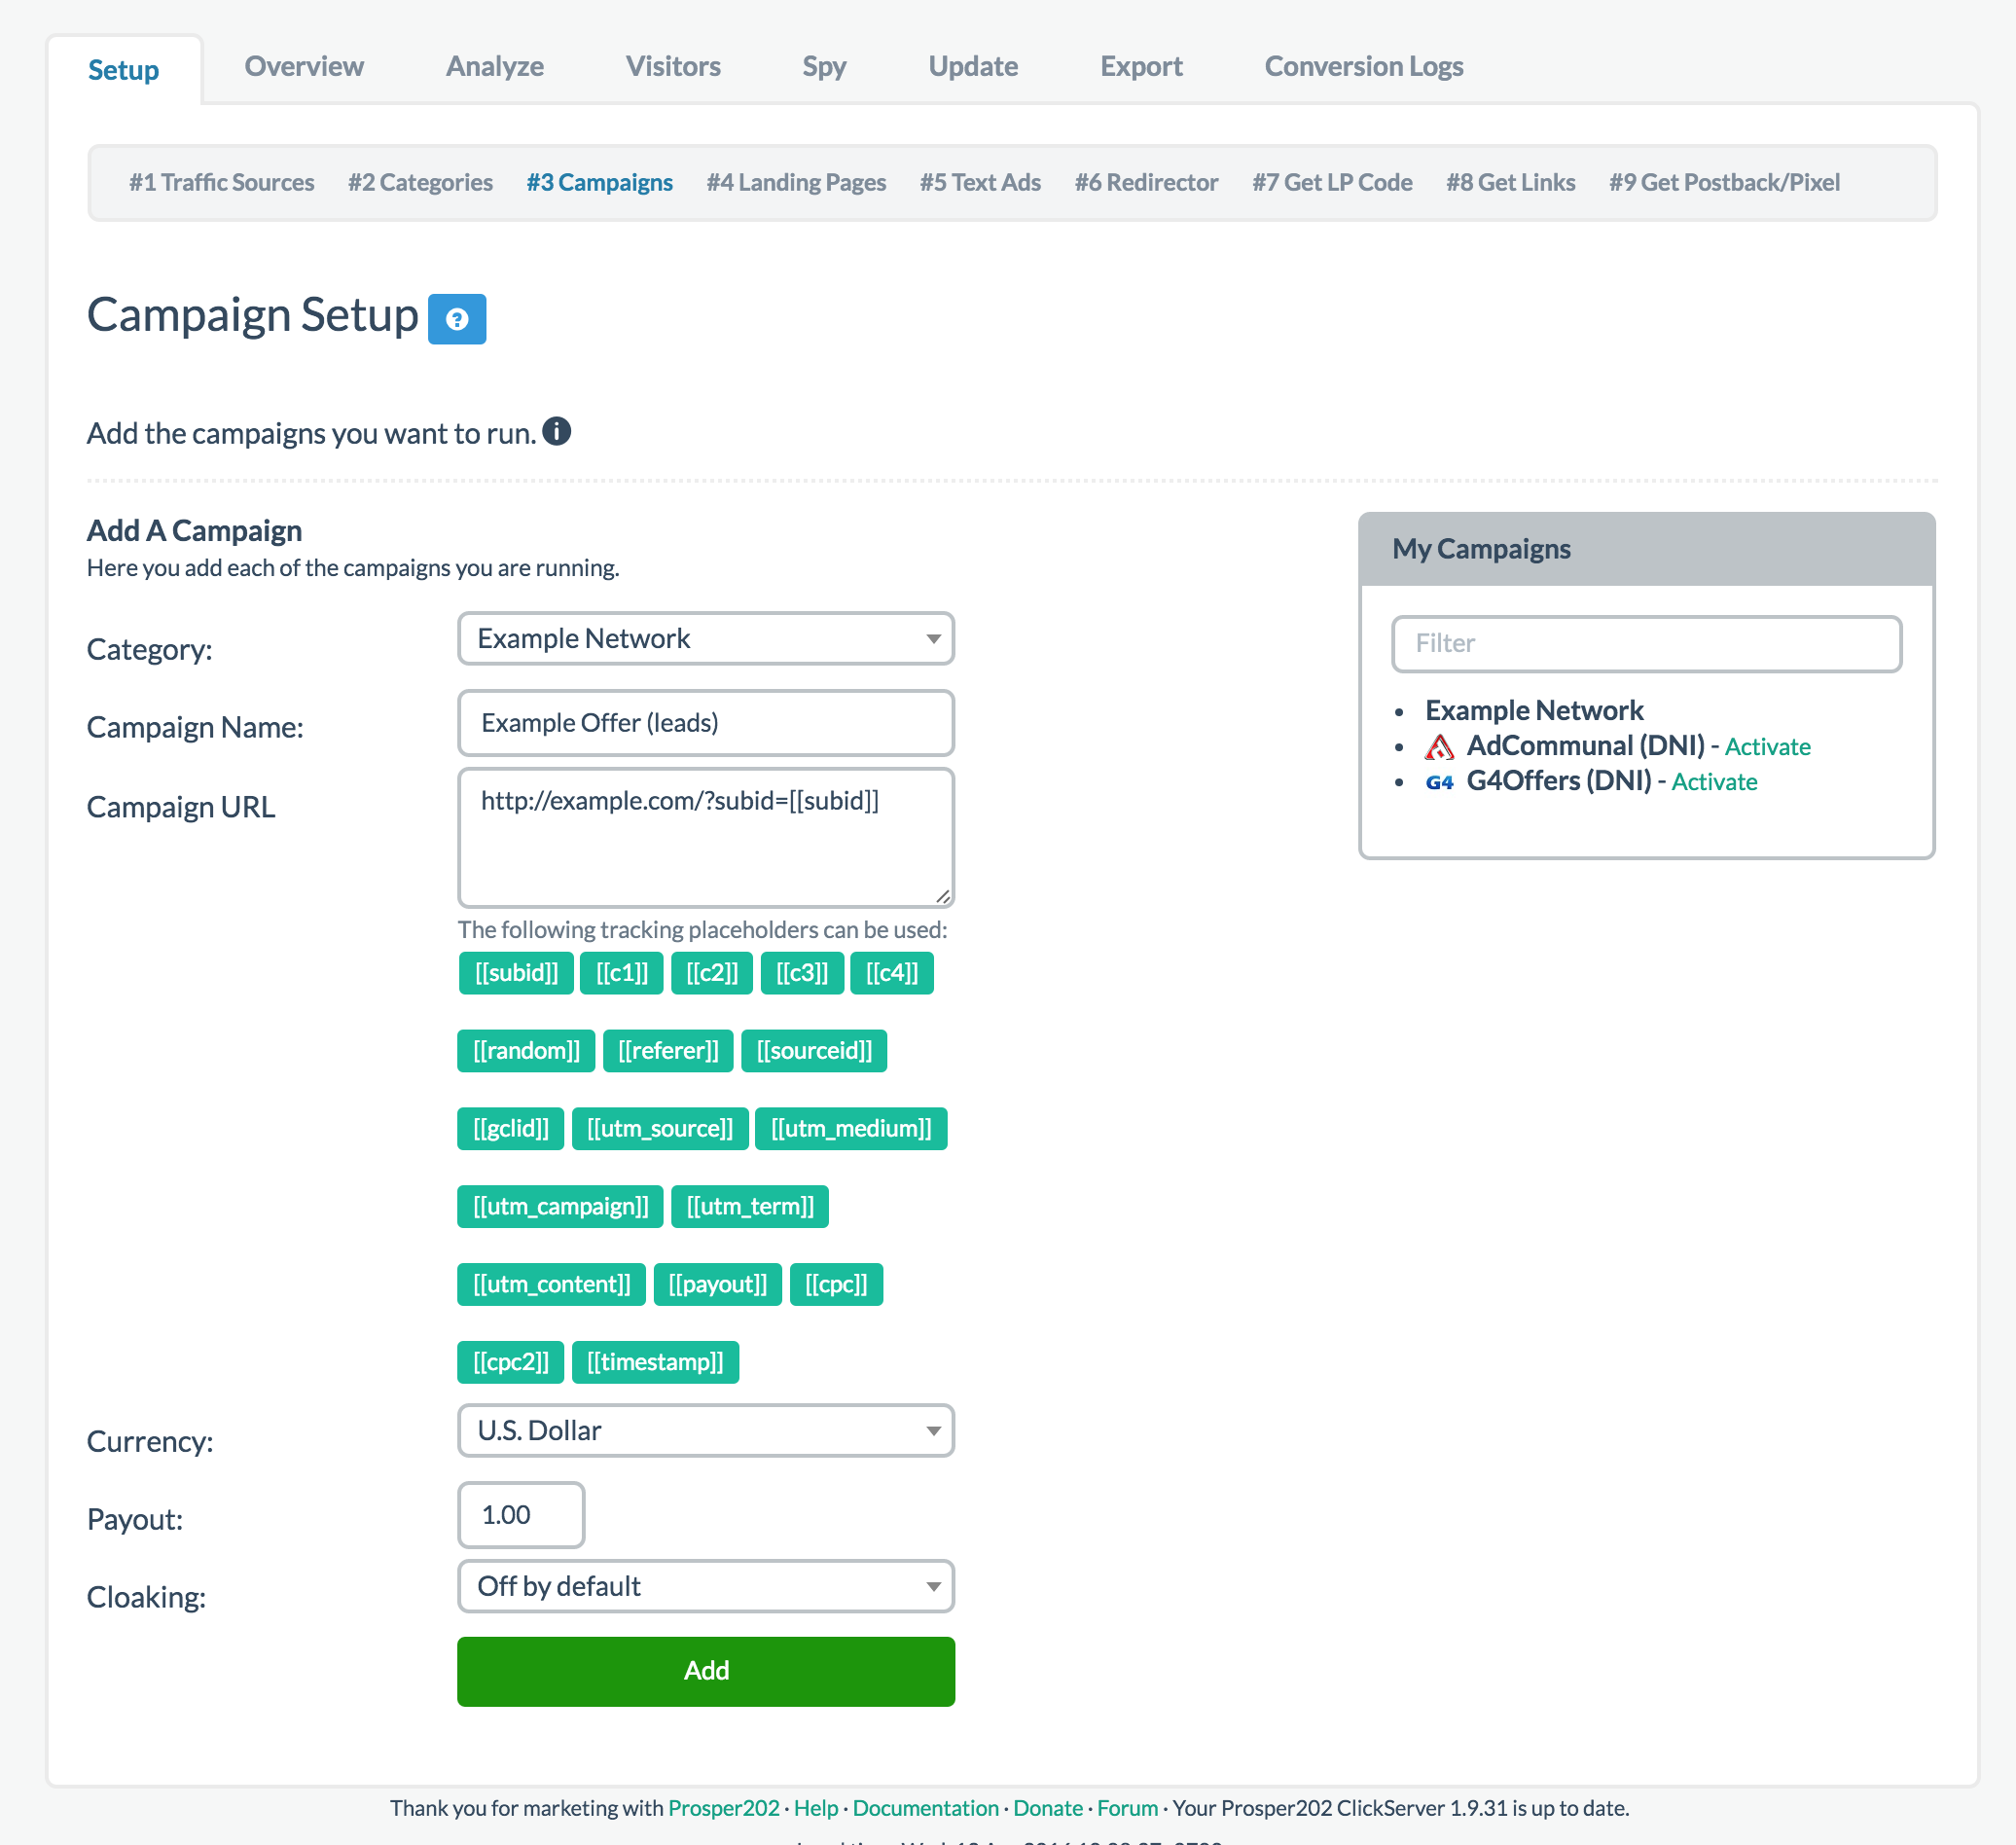 Setup Overview Analyze Visitors Spy Update Export Conversion Logs
#1 Traffic Sources #2 Categories #3 Campaigns #4 Landing Pages #5 Text Ads #6 Redirector #7 Get LP Code #8 Get Links #9 Get Postback/Pixel
Campaign Setup
Add the campaigns you want to run.
Add A Campaign
Here you add each of the campaigns you are running.
Category: Example Network
Campaign Name: Example Offer (leads)
Campaign URL http://example.com/?subid=[[subid]]
The following tracking placeholders can be used:
[[subid]] [[c1]] [[c2]] [[c3]] [[c4]]
[[random]] [[referer]] [[sourceid]]
[[gclid]] [[utm_source]] [[utm_medium]]
[[utm_campaign]] [[utm_term]]
[[utm_content]] [[payout]] [[cpc]]
[[cpc2]] [[timestamp]]
Currency: U.S. Dollar
Payout: 1.00
Cloaking: Off by default
Add
My Campaigns
Filter
Example Network
AdCommunal (DNI) - Activate
G4 G4Offers (DNI) - Activate
Thank you for marketing with Prosper202 · Help · Documentation · Donate · Forum · Your Prosper202 ClickServer 1.9.31 is up to date.